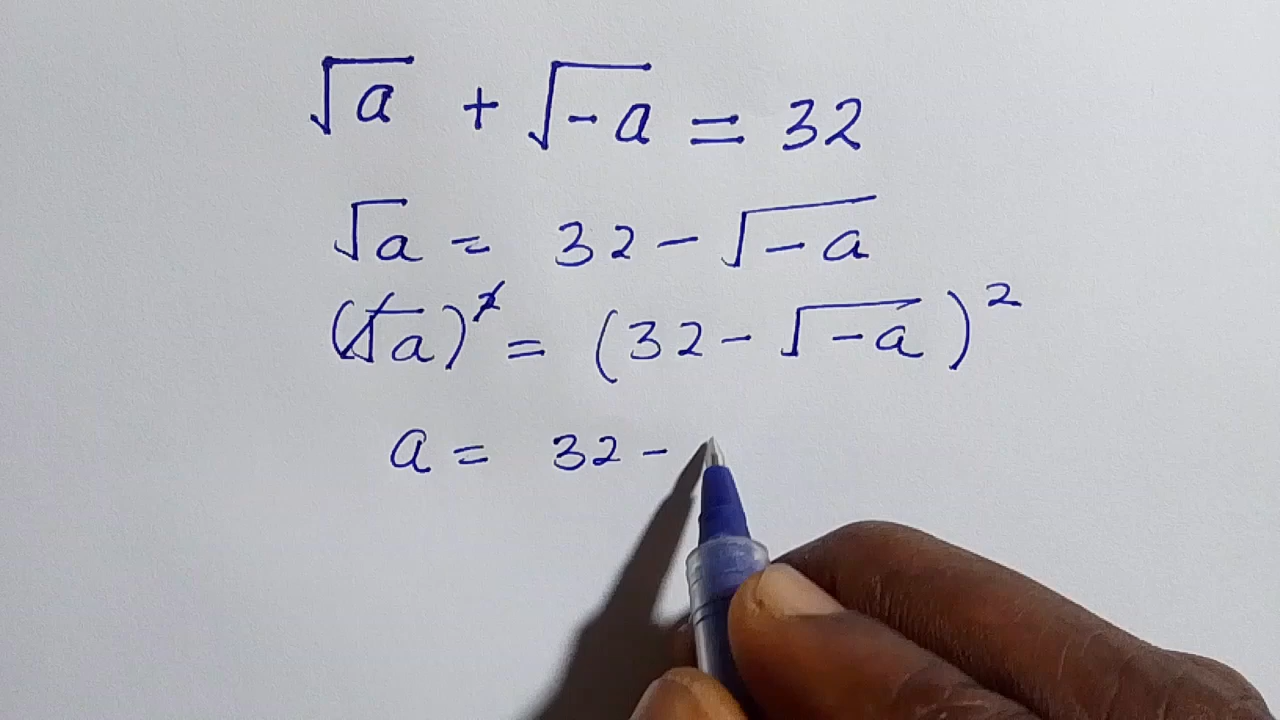 √a + √-a = 32
√a = 32 - √-a
(√a)² = (32 - √-a)²
a = 32 -